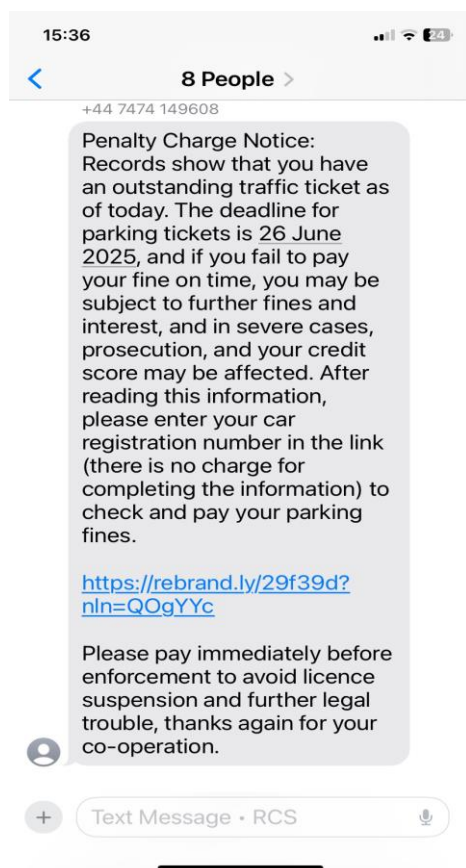 15:36
24
8 People >
+44 7474 149608
Penalty Charge Notice:
Records show that you have
an outstanding traffic ticket as
of today. The deadline for
parking tickets is 26 June
2025, and if you fail to pay
your fine on time, you may be
subject to further fines and
interest, and in severe cases,
prosecution, and your credit
score may be affected. After
reading this information,
please enter your car
registration number in the link
(there is no charge for
completing the information) to
check and pay your parking
fines.
https://rebrand.ly/29f39d?
nln=QOgYYc
Please pay immediately before
enforcement to avoid licence
suspension and further legal
trouble, thanks again for your
co-operation.
Text Message • RCS